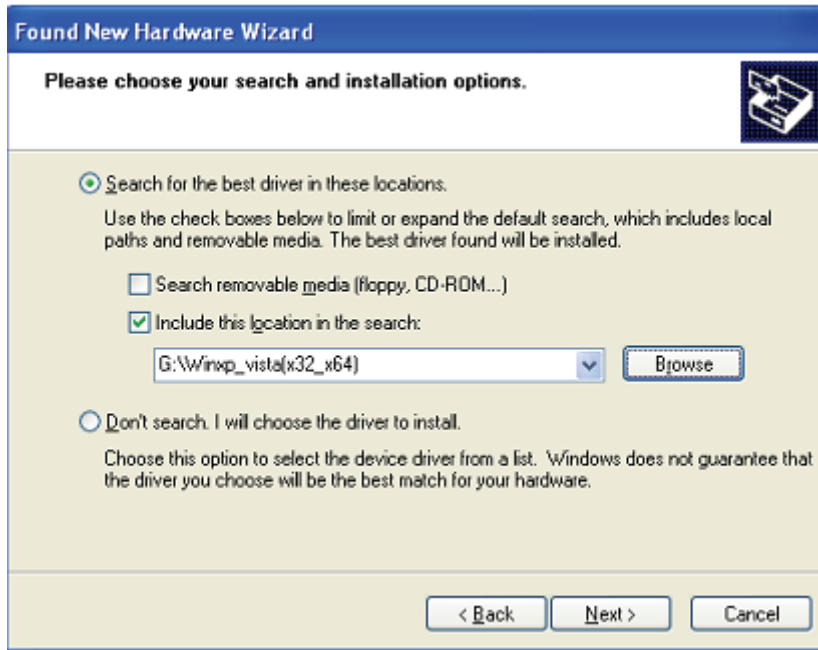 Found New Hardware Wizard
Please choose your search and installation options.
Search for the best driver in these locations.
Use the check boxes below to limit or expand the default search, which includes local
paths and removable media. The best driver found will be installed.
Search removable media (floppy, CD-ROM...)
Include this location in the search:
G:\Winxp_vista(x32_x64)
Browse
Don't search. I will choose the driver to install.
Choose this option to select the device driver from a list. Windows does not guarantee that
the driver you choose will be the best match for your hardware.
< Back Next > Cancel